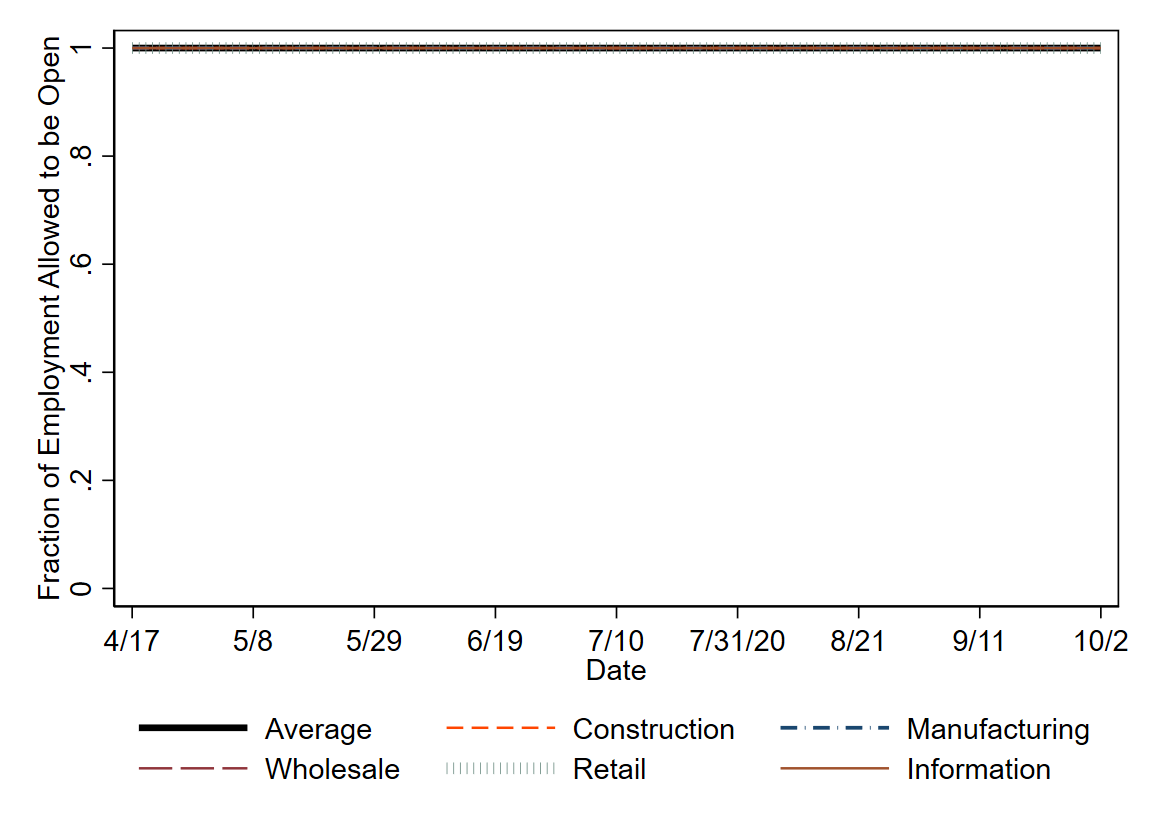 Fraction of Employment Allowed to be Open
1
.8
.6
.4
.2
0
4/17 5/8 5/29 6/19 7/10 7/31/20 8/21 9/11 10/2
Date
Average Construction Manufacturing
Wholesale Retail Information